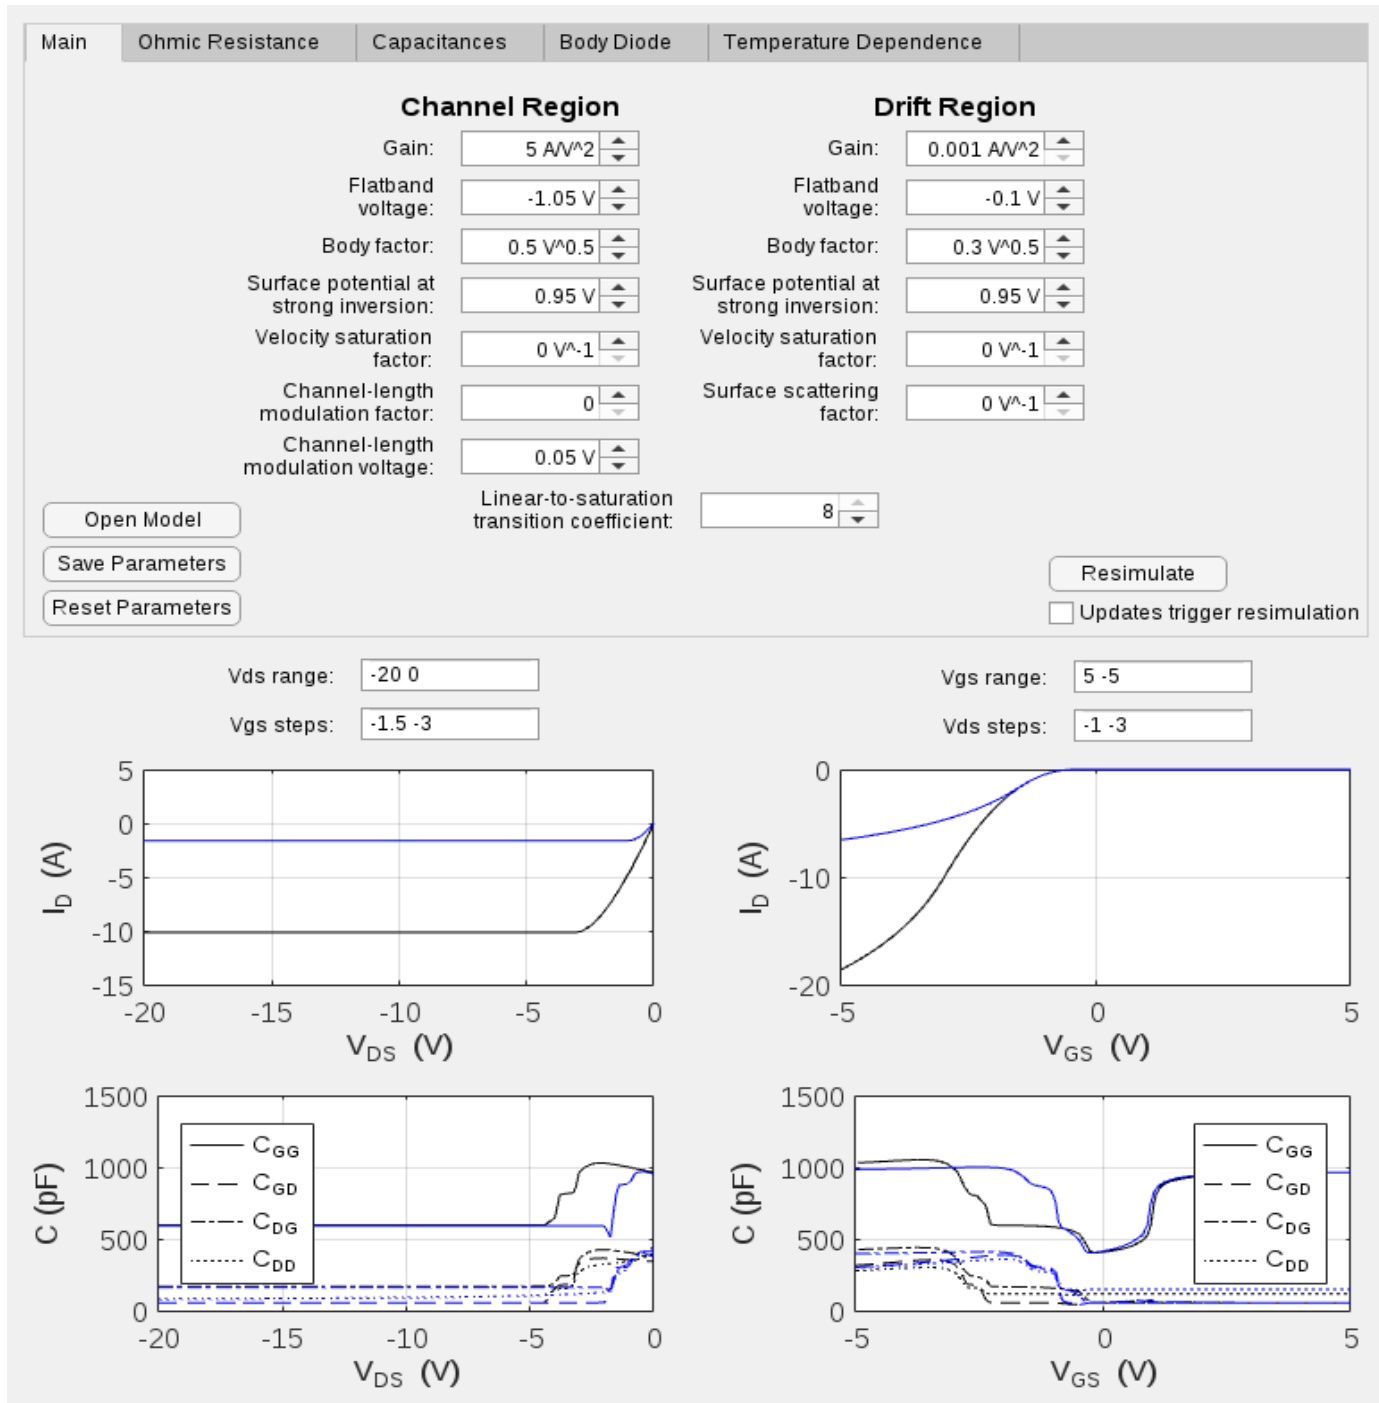 Main
Ohmic Resistance
Capacitances
Body Diode
Temperature Dependence
Channel Region
Gain:
5 A/V^2
Flatband
voltage:
-1.05 V
Body factor:
0.5 V^0.5
Surface potential at
strong inversion:
0.95 V
Velocity saturation
factor:
0 V^-1
Channel-length
modulation factor:
0
Channel-length
modulation voltage:
0.05 V
Drift Region
Gain:
0.001 A/V^2
Flatband
voltage:
-0.1 V
Body factor:
0.3 V^0.5
Surface potential at
strong inversion:
0.95 V
Velocity saturation
factor:
0 V^-1
Surface scattering
factor:
0 V^-1
Linear-to-saturation
transition coefficient:
8
Open Model
Save Parameters
Reset Parameters
Resimulate
Updates trigger resimulation
Vds range:
-20 0
Vgs steps:
-1.5 -3
Vgs range:
5 -5
Vds steps:
-1 -3
5
0
-5
-10
-15
I_D (A)
-20
-15
-10
-5
0
V_DS (V)
0
-10
-20
I_D (A)
-5
0
5
V_GS (V)
1500
1000
500
0
C (pF)
C_GG
C_GD
C_DG
C_DD
-20
-15
-10
-5
0
V_DS (V)
1500
1000
500
0
C (pF)
C_GG
C_GD
C_DG
C_DD
-5
0
5
V_GS (V)